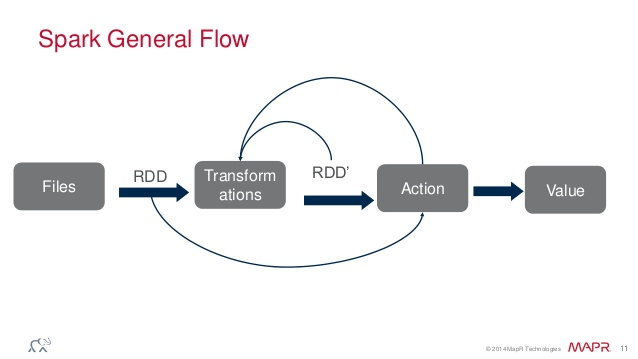 Spark General Flow
Files
RDD
Transform
ations
RDD’
Action
Value
© 2014 MapR Technologies
MAPR
11